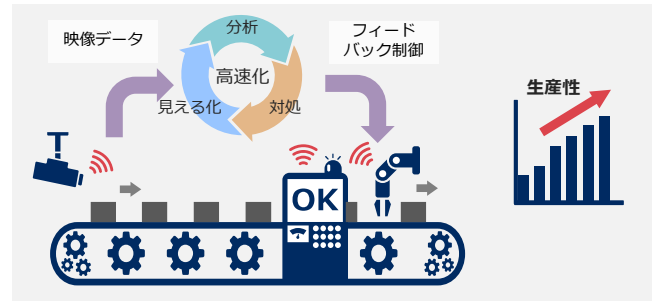 映像データ
分析
フィード
バック制御
高速化
見える化
対処
生産性
OK